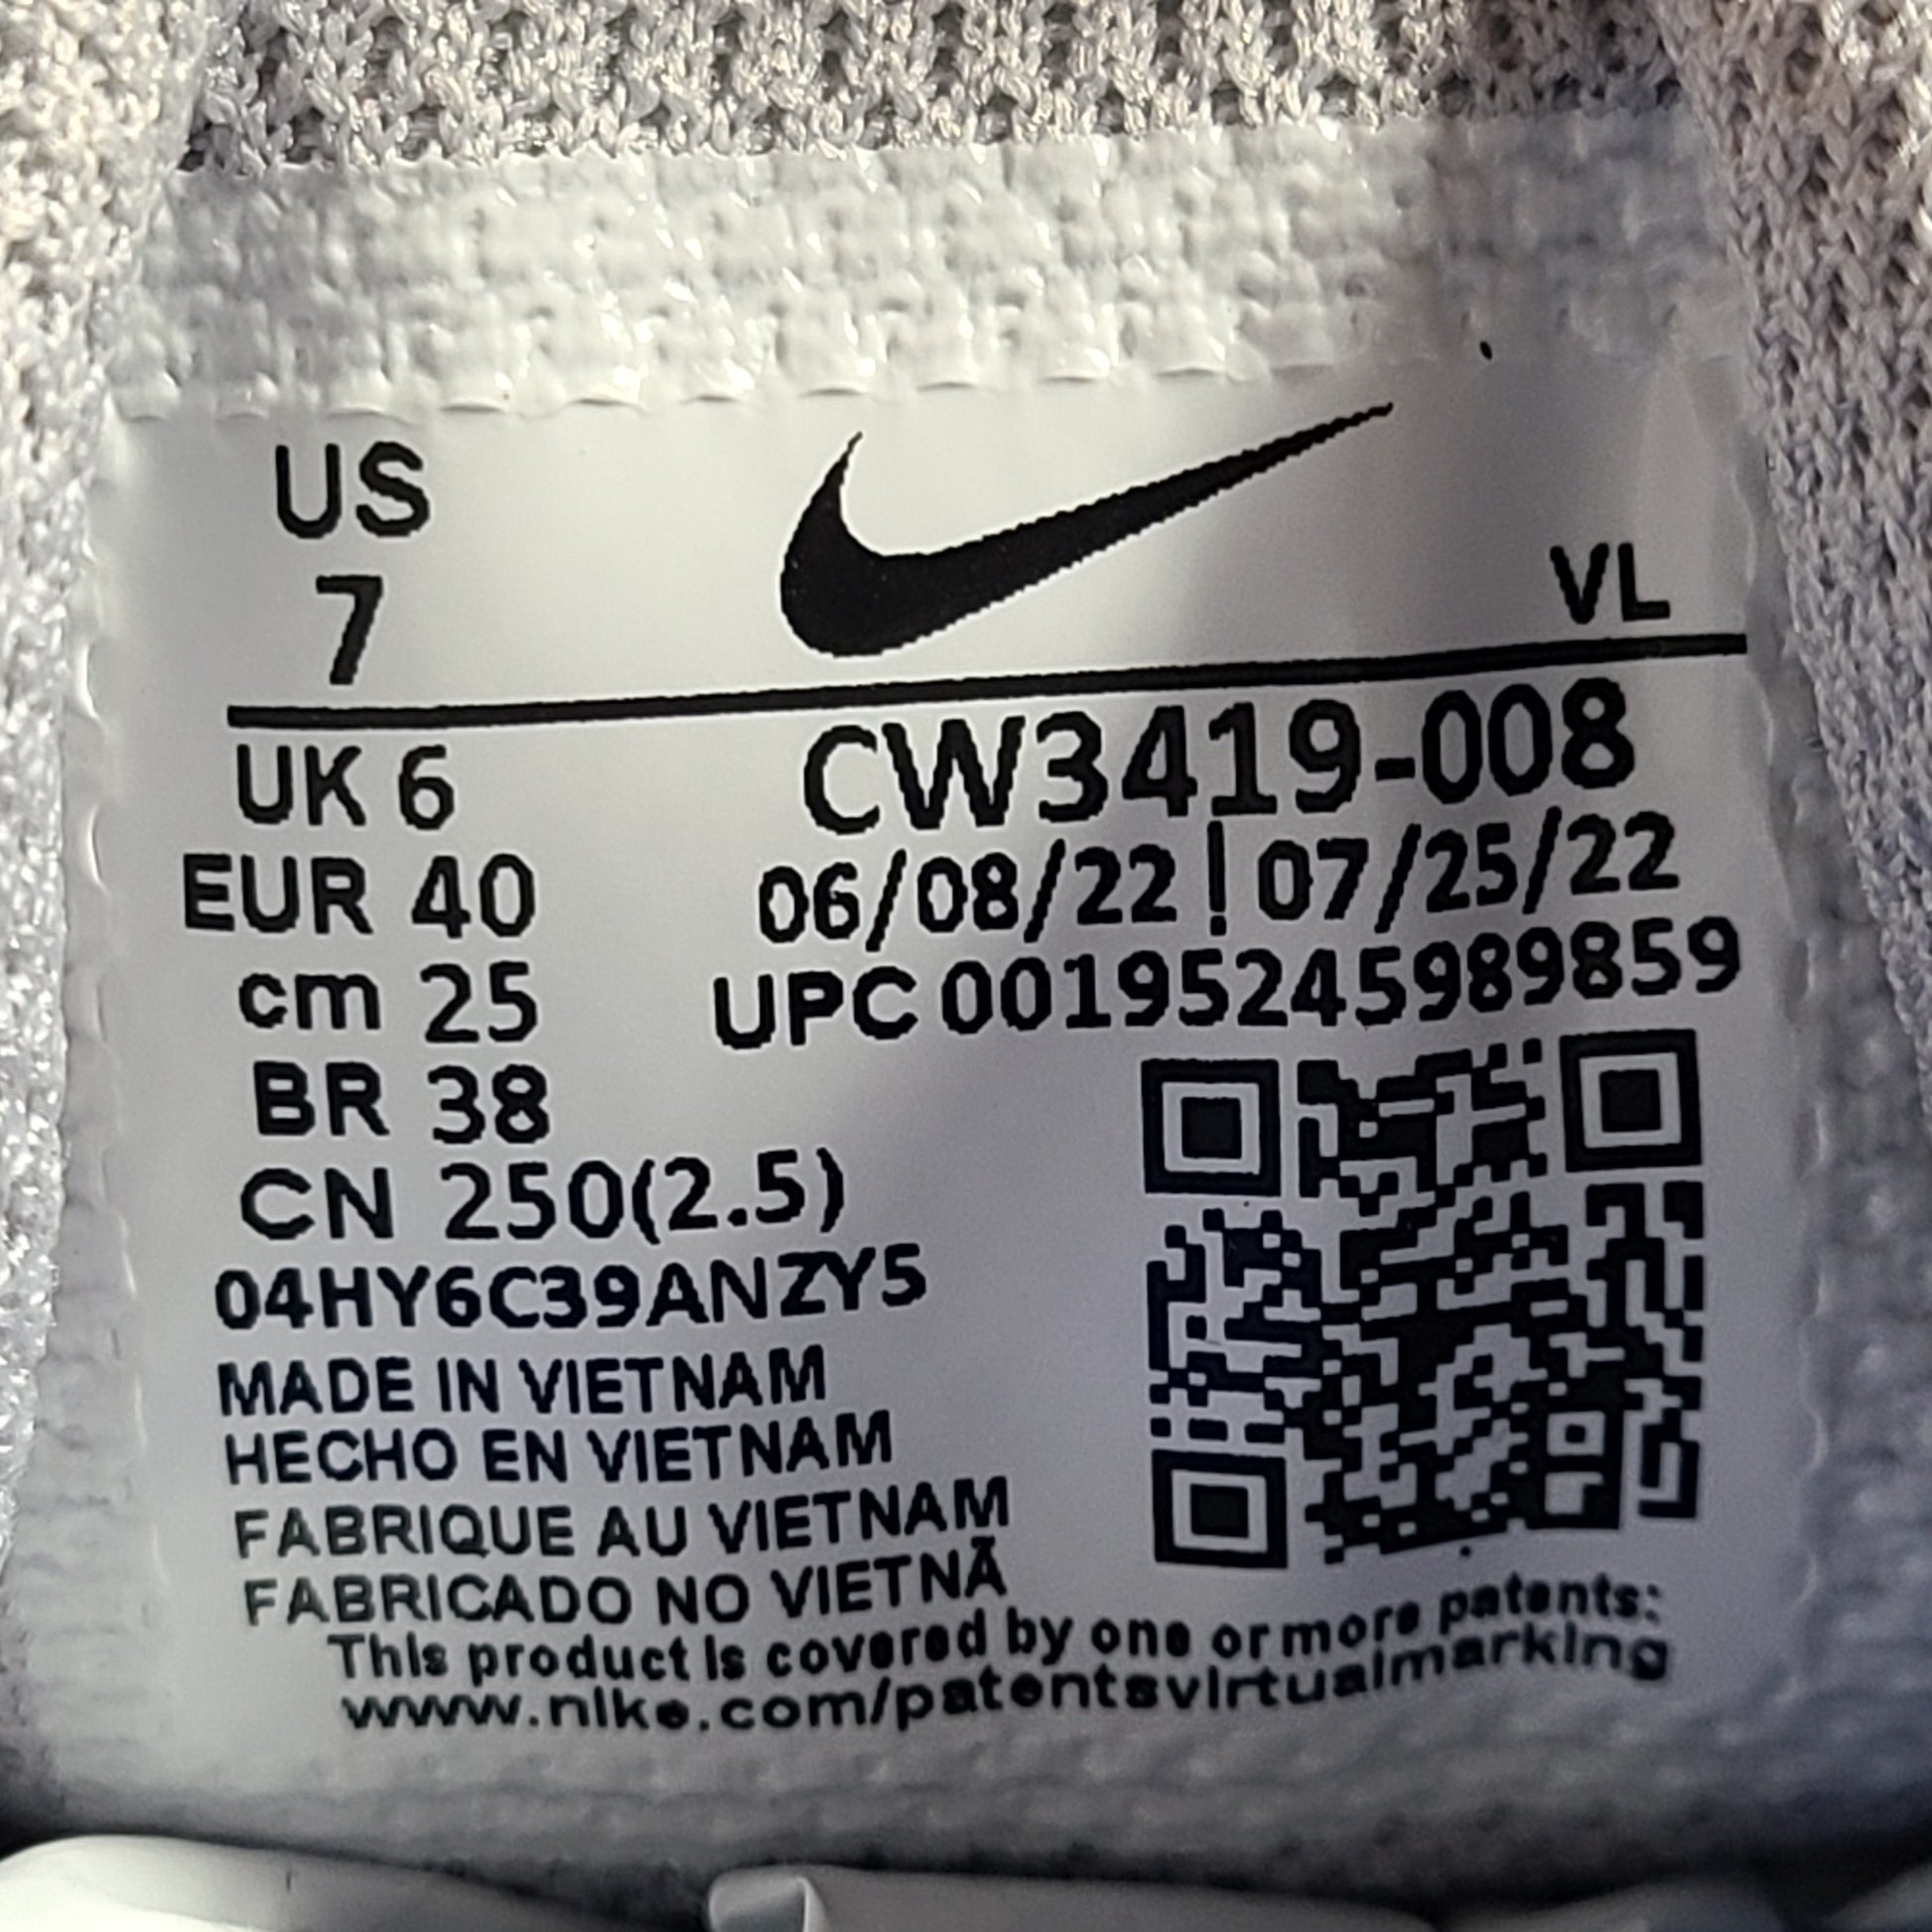 US
7
VL
UK 6
CW3419-008
EUR 40
06/08/22 | 07/25/22
cm 25
UPC 00195245989859
BR 38
CN 250(2.5)
04HY6C39ANZY5
MADE IN VIETNAM
HECHO EN VIETNAM
FABRIQUE AU VIETNAM
FABRICADO NO VIETNÃ
This product is covered by one or more patents:
www.nike.com/patentsvirtualmarking